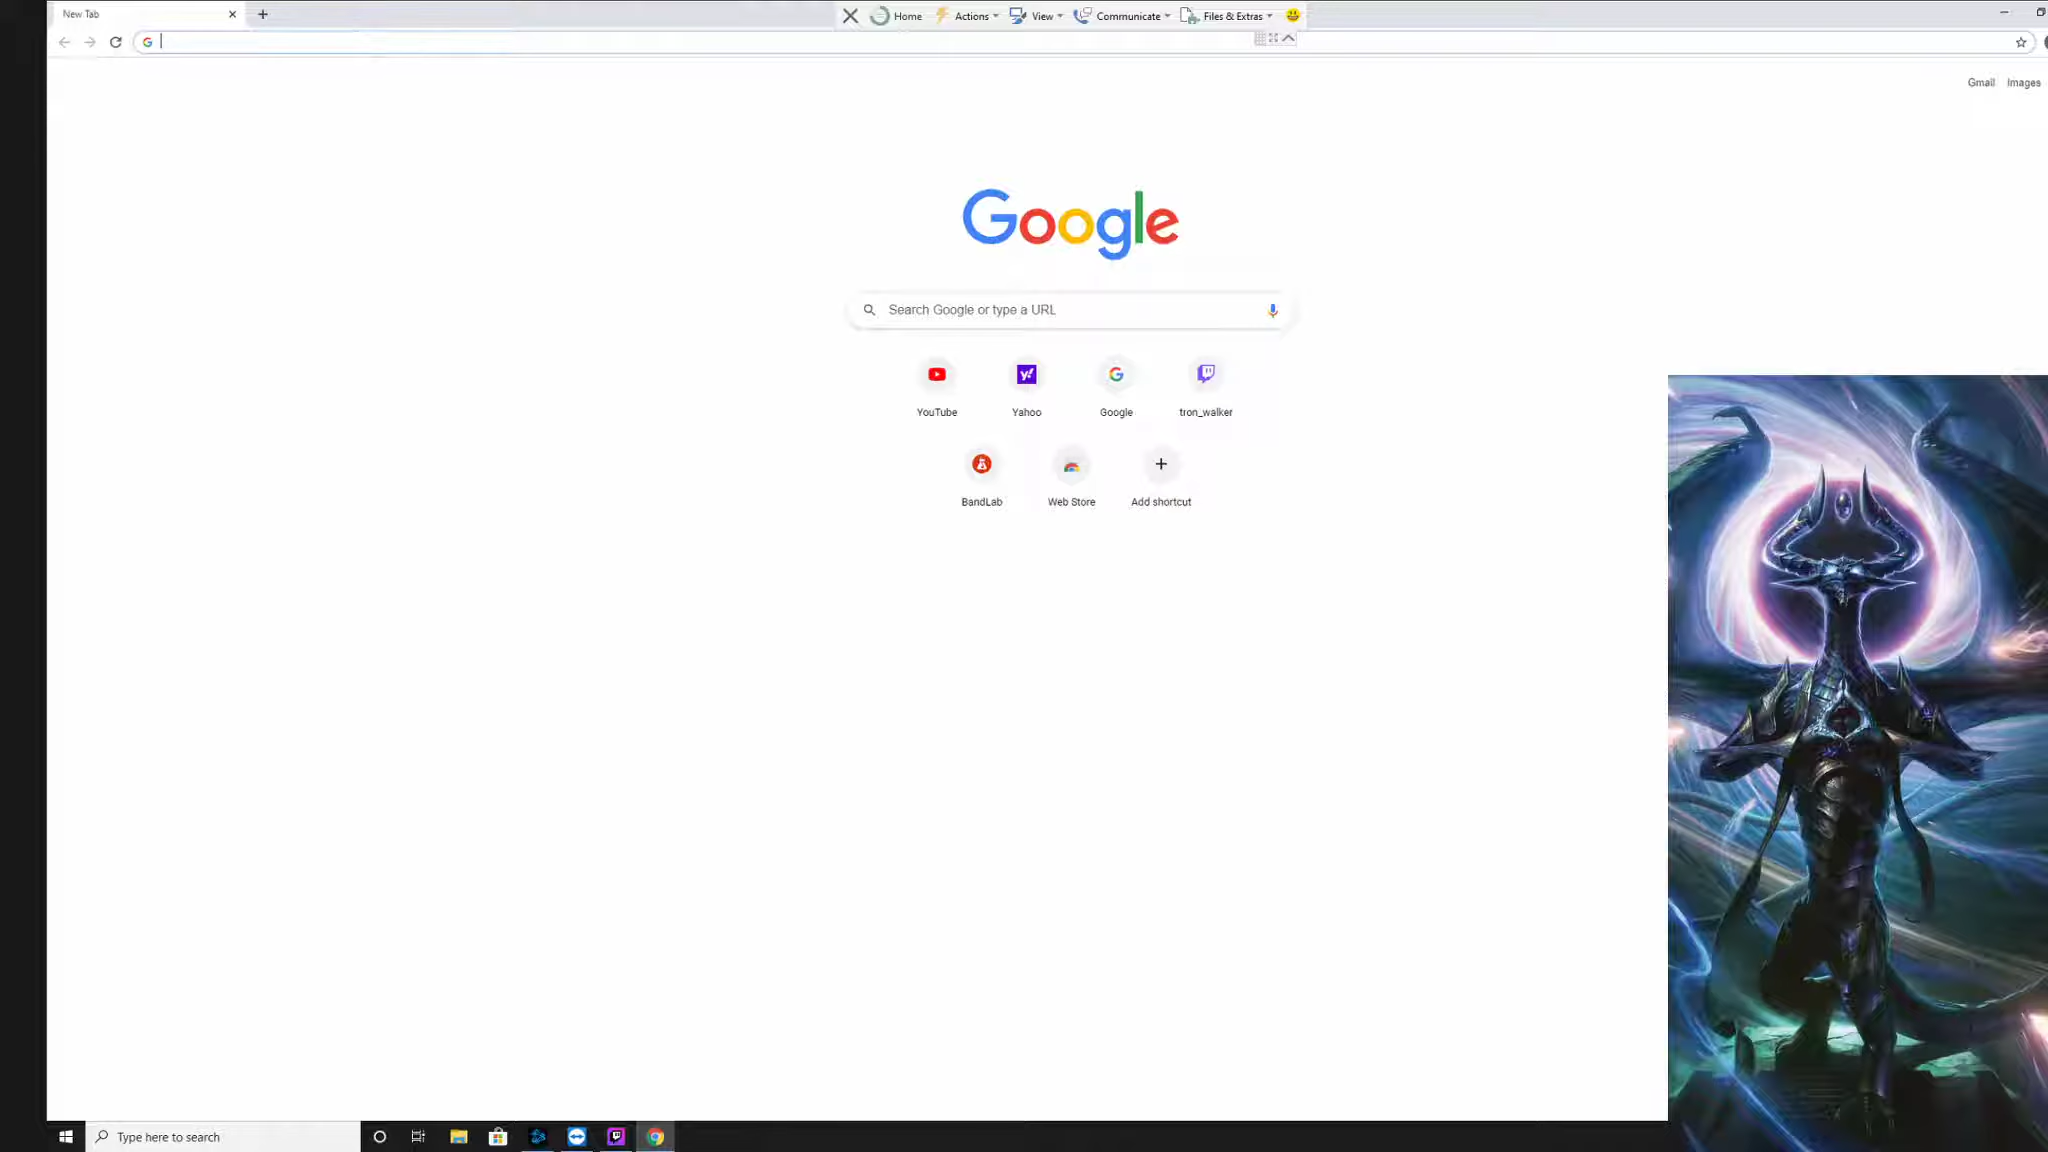 New Tab
Home Actions View Communicate Files & Extras
Gmail Images
Google
Search Google or type a URL
YouTube Yahoo Google tron_walker
BandLab Web Store Add shortcut
Type here to search